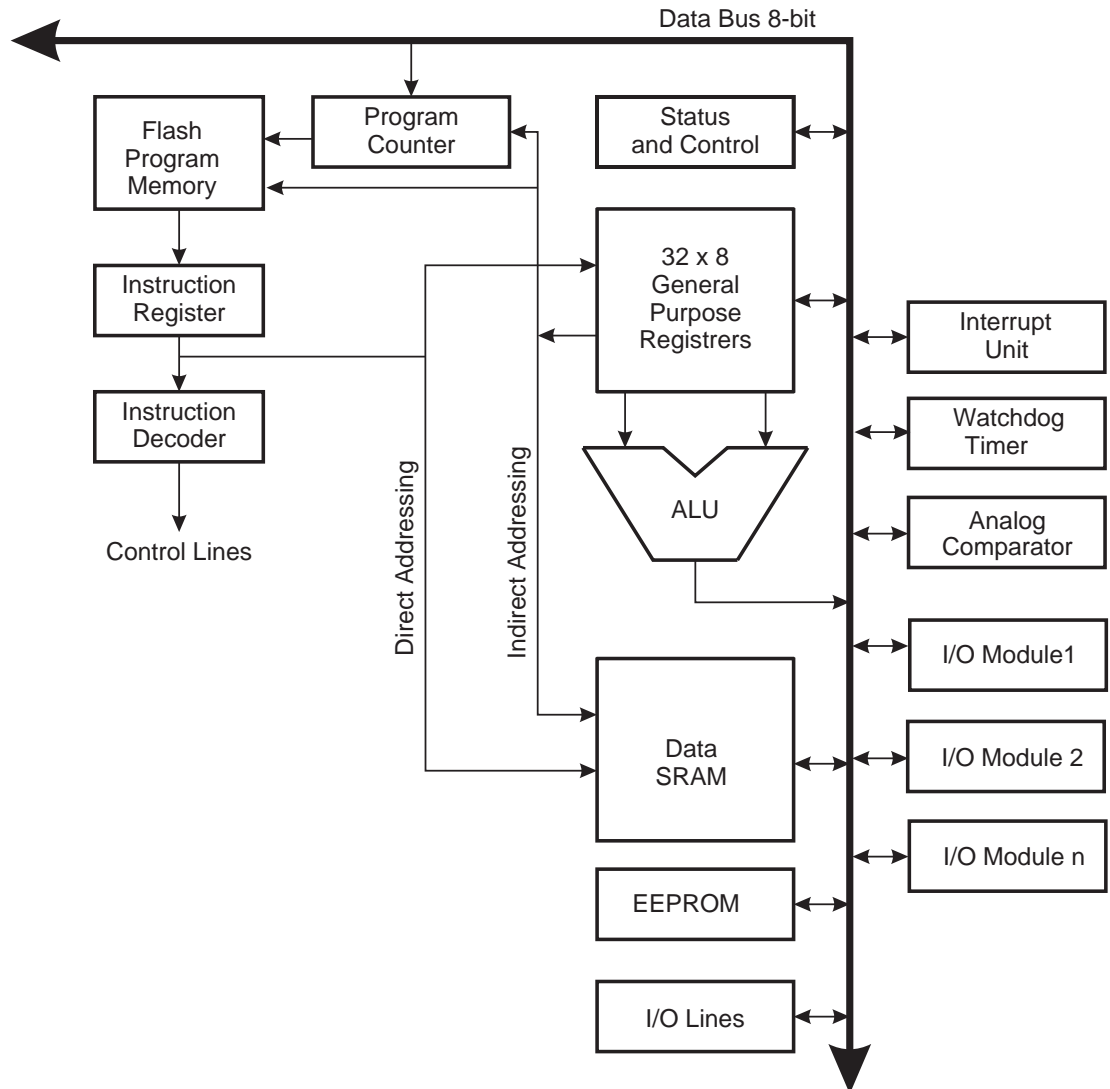 Data Bus 8-bit
Flash
Program
Memory
Program
Counter
Status
and Control
32 x 8
General
Purpose
Registrers
Instruction
Register
Instruction
Decoder
Control Lines
Direct Addressing
Indirect Addressing
ALU
Interrupt
Unit
Watchdog
Timer
Analog
Comparator
I/O Module1
Data
SRAM
I/O Module 2
I/O Module n
EEPROM
I/O Lines